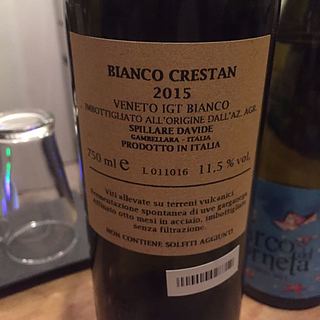 BIANCO CRESTAN
2015
VENETO IGT BIANCO
IMBOTTIGLIATO ALL'ORIGINE DALL'AZ. AGR.
SPILLARE DAVIDE
GAMBELLARA - ITALIA
PRODOTTO IN ITALIA
750 ml e L 011016 11,5 % vol.
Viti allevate su terreni vulcanici
fermentazione spontanea di uve garganega
affinato otto mesi in acciaio, imbottigliato
senza filtrazione.
NON CONTIENE SOLFITI AGGIUNTI